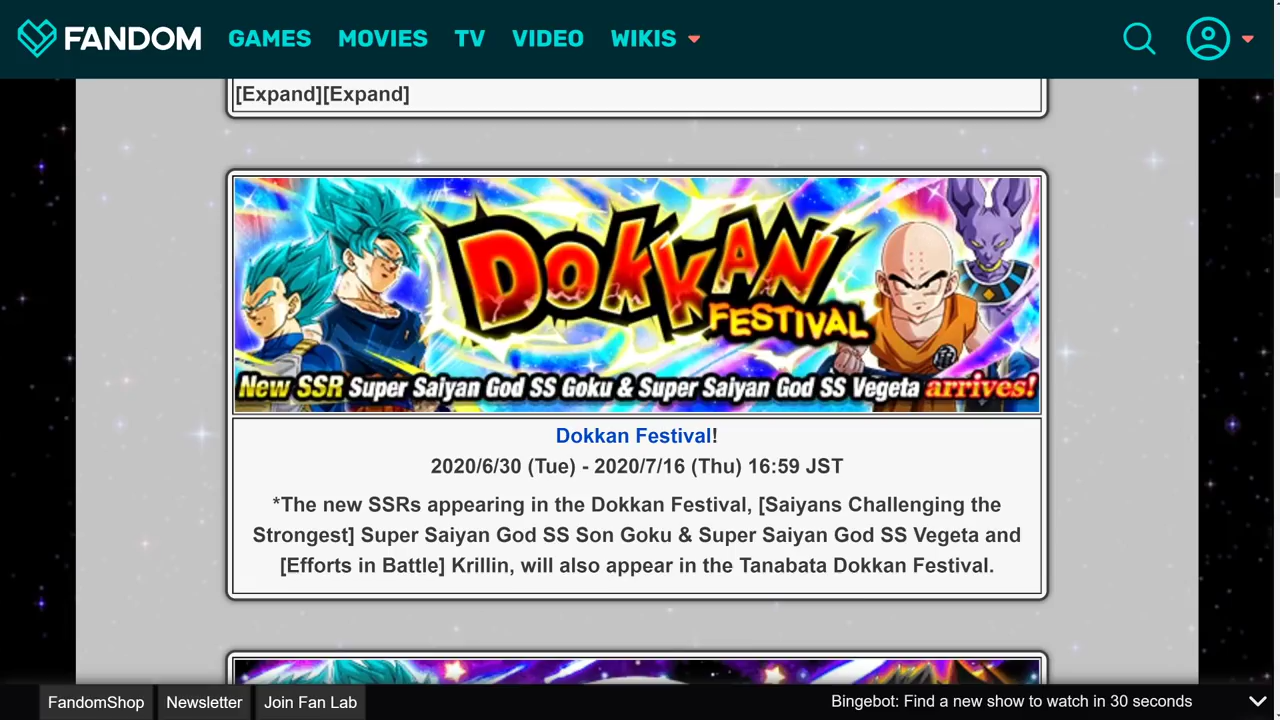 FANDOM GAMES MOVIES TV VIDEO WIKIS
[Expand][Expand]
DOKKAN
FESTIVAL
New SSR Super Saiyan God SS Goku & Super Saiyan God SS Vegeta arrives!
Dokkan Festival!
2020/6/30 (Tue) - 2020/7/16 (Thu) 16:59 JST
*The new SSRs appearing in the Dokkan Festival, [Saiyans Challenging the
Strongest] Super Saiyan God SS Son Goku & Super Saiyan God SS Vegeta and
[Efforts in Battle] Krillin, will also appear in the Tanabata Dokkan Festival.
FandomShop Newsletter Join Fan Lab Bingebot: Find a new show to watch in 30 seconds